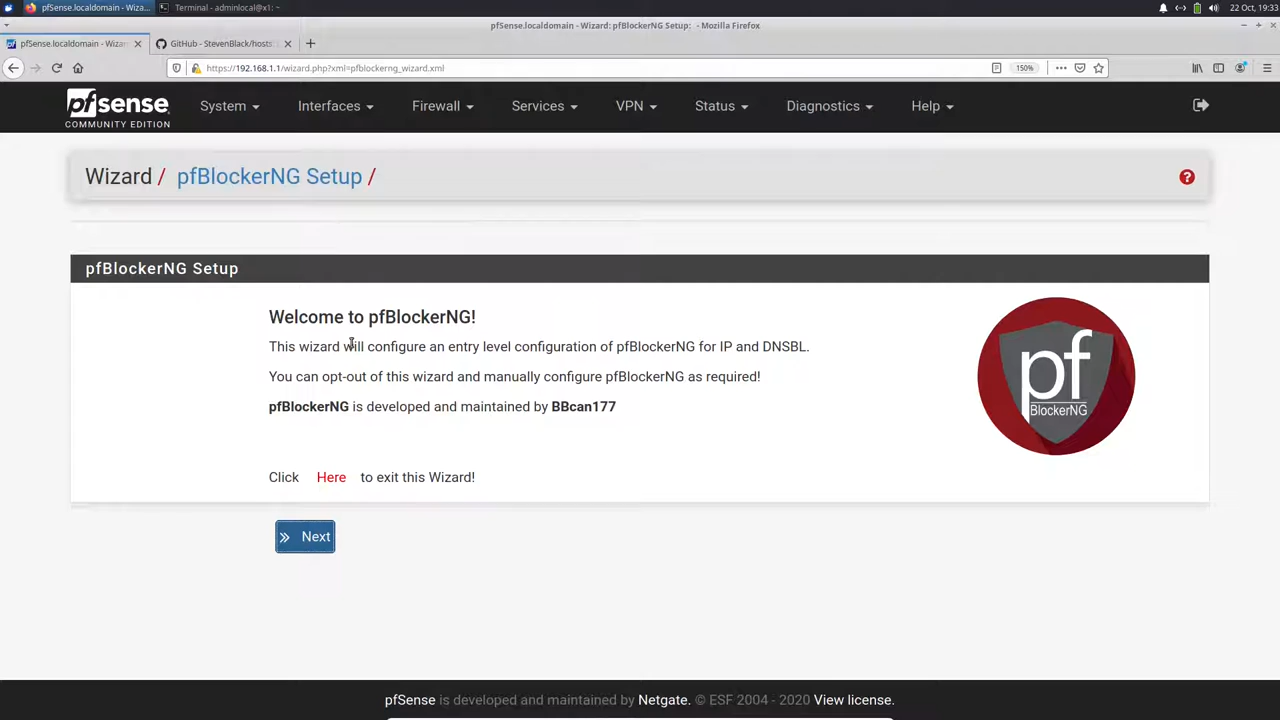 pfSense.localdomain - Wiza...
Terminal - adminlocal@x1: ~
22 Oct, 19:33
pfSense.localdomain - Wizard: pfBlockerNG Setup: - Mozilla Firefox
pfSense.localdomain - Wizar
GitHub - StevenBlack/hosts:
https://192.168.1.1/wizard.php?xml=pfblockerng_wizard.xml
150%
pfsense
COMMUNITY EDITION
System
Interfaces
Firewall
Services
VPN
Status
Diagnostics
Help
Wizard / pfBlockerNG Setup /
pfBlockerNG Setup
Welcome to pfBlockerNG!
This wizard will configure an entry level configuration of pfBlockerNG for IP and DNSBL.
You can opt-out of this wizard and manually configure pfBlockerNG as required!
pfBlockerNG is developed and maintained by BBcan177
pf
BlockerNG
Click Here to exit this Wizard!
Next
pfSense is developed and maintained by Netgate. © ESF 2004 - 2020 View license.